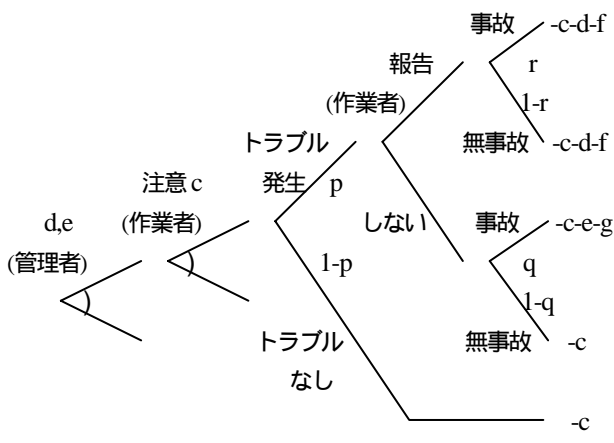 事故 -c-d-f
報告 r
(作業者) 1-r
トラブル 無事故 -c-d-f
注意 c 発生 p
d,e (作業者) しない 事故 -c-e-g
(管理者) 1-p q
1-q
トラブル 無事故 -c
なし
-c